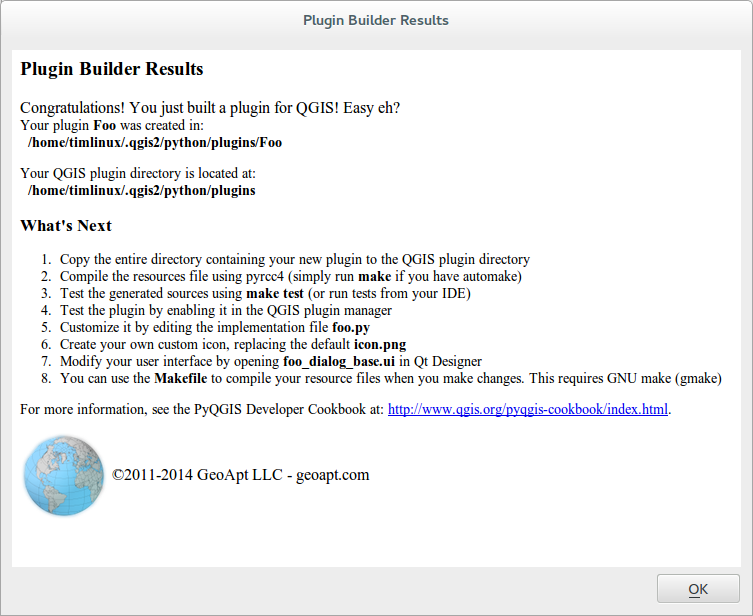 Plugin Builder Results
Plugin Builder Results
Congratulations! You just built a plugin for QGIS! Easy eh?
Your plugin Foo was created in:
/home/timlinux/.qgis2/python/plugins/Foo
Your QGIS plugin directory is located at:
/home/timlinux/.qgis2/python/plugins
What's Next
1. Copy the entire directory containing your new plugin to the QGIS plugin directory
2. Compile the resources file using pyrcc4 (simply run make if you have automake)
3. Test the generated sources using make test (or run tests from your IDE)
4. Test the plugin by enabling it in the QGIS plugin manager
5. Customize it by editing the implementation file foo.py
6. Create your own custom icon, replacing the default icon.png
7. Modify your user interface by opening foo_dialog_base.ui in Qt Designer
8. You can use the Makefile to compile your resource files when you make changes. This requires GNU make (gmake)
For more information, see the PyQGIS Developer Cookbook at: http://www.qgis.org/pyqgis-cookbook/index.html.
©2011-2014 GeoApt LLC - geoapt.com
OK